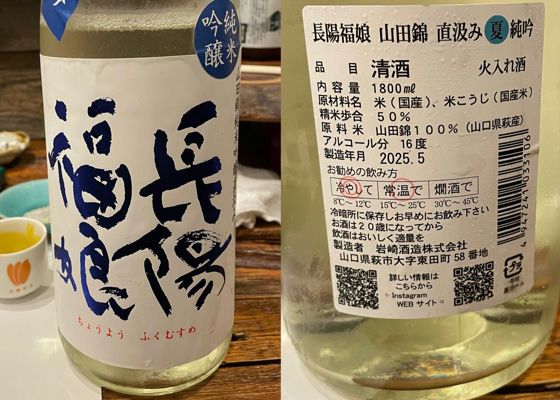 純米
吟醸
長陽
福娘
ちょうよう ふくむすめ
長陽福娘 山田錦 直汲み 夏 純吟
品目 清酒 火入れ酒
内容量 1800㎖
原材料名 米(国産)、米こうじ(国産米)
精米歩合 50%
原料米 山田錦100%(山口県萩産)
アルコール分 16度
製造年月 2025.5
お勧めの飲み方
冷やして 常温で 燗酒で
8℃～12℃ 15℃～25℃ 30℃～45℃
冷暗所に保存しお早めにお飲み下さい
お酒は20歳になってから
飲酒はおいしく適量を
製造者 岩崎酒造株式会社
山口県萩市大字東田町58番地
詳しい情報は
こちらから
Instagram
WEBサイト
4947241033106